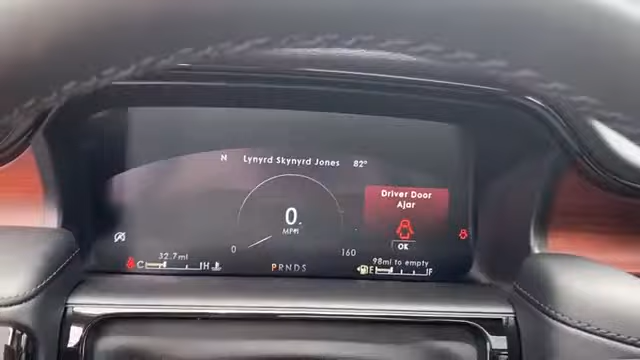 N Lynyrd Skynyrd Jones 82°
Driver Door
Ajar
0
MPH
OK
0
160
32.7mi
98mi to empty
C H
PRNDS
E F